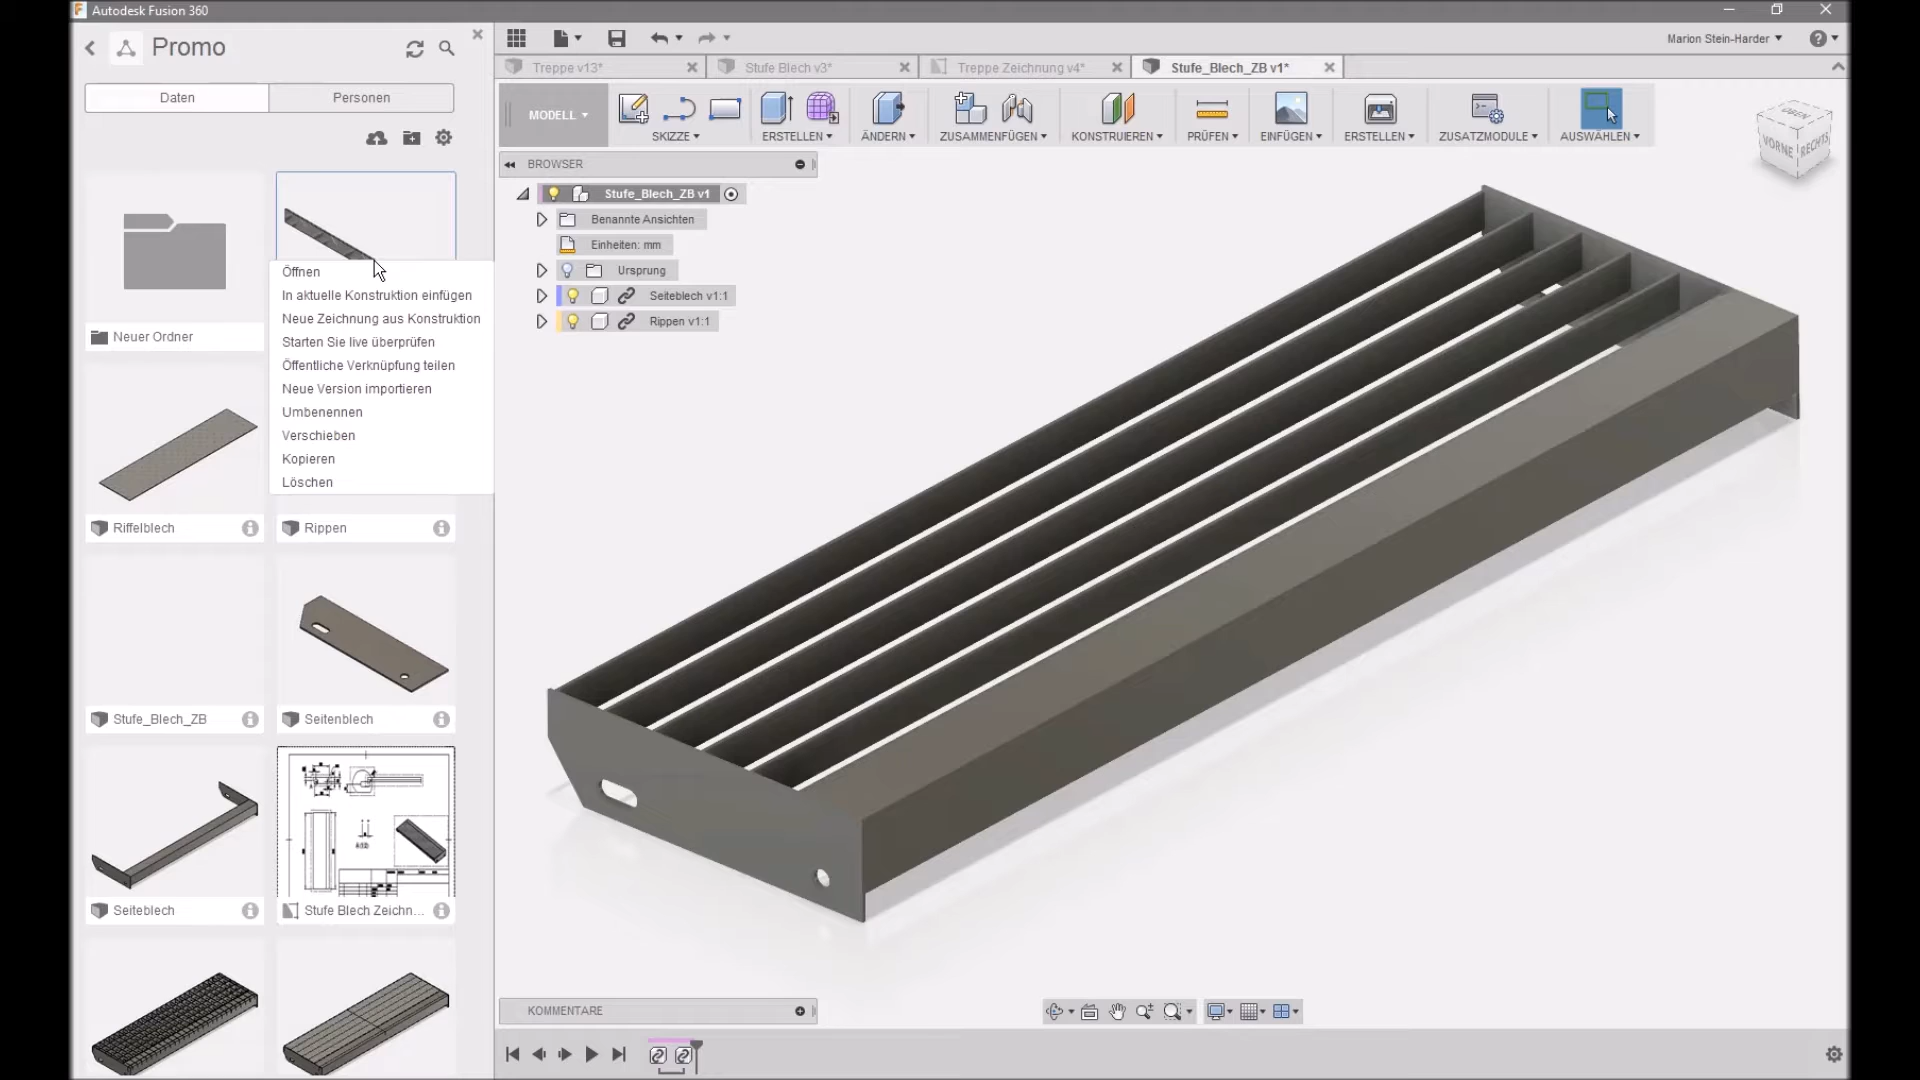 Autodesk Fusion 360
Promo
Daten
Personen
Neuer Ordner
Öffnen
In aktuelle Konstruktion einfügen
Neue Zeichnung aus Konstruktion
Starten Sie live überprüfen
Öffentliche Verknüpfung teilen
Neue Version importieren
Umbenennen
Verschieben
Kopieren
Löschen
Riffelblech
Rippen
Stufe_Blech_ZB
Seitenblech
Seiteblech
Stufe Blech Zeichn...
Marion Stein-Harder
Treppe v13*
Stufe Blech v3*
Treppe Zeichnung v4*
Stufe_Blech_ZB v1*
MODELL
SKIZZE
ERSTELLEN
ÄNDERN
ZUSAMMENFÜGEN
KONSTRUIEREN
PRÜFEN
EINFÜGEN
ERSTELLEN
ZUSATZMODULE
AUSWÄHLEN
OBEN
VORNE
RECHTS
BROWSER
Stufe_Blech_ZB v1
Benannte Ansichten
Einheiten: mm
Ursprung
Seiteblech v1:1
Rippen v1:1
KOMMENTARE